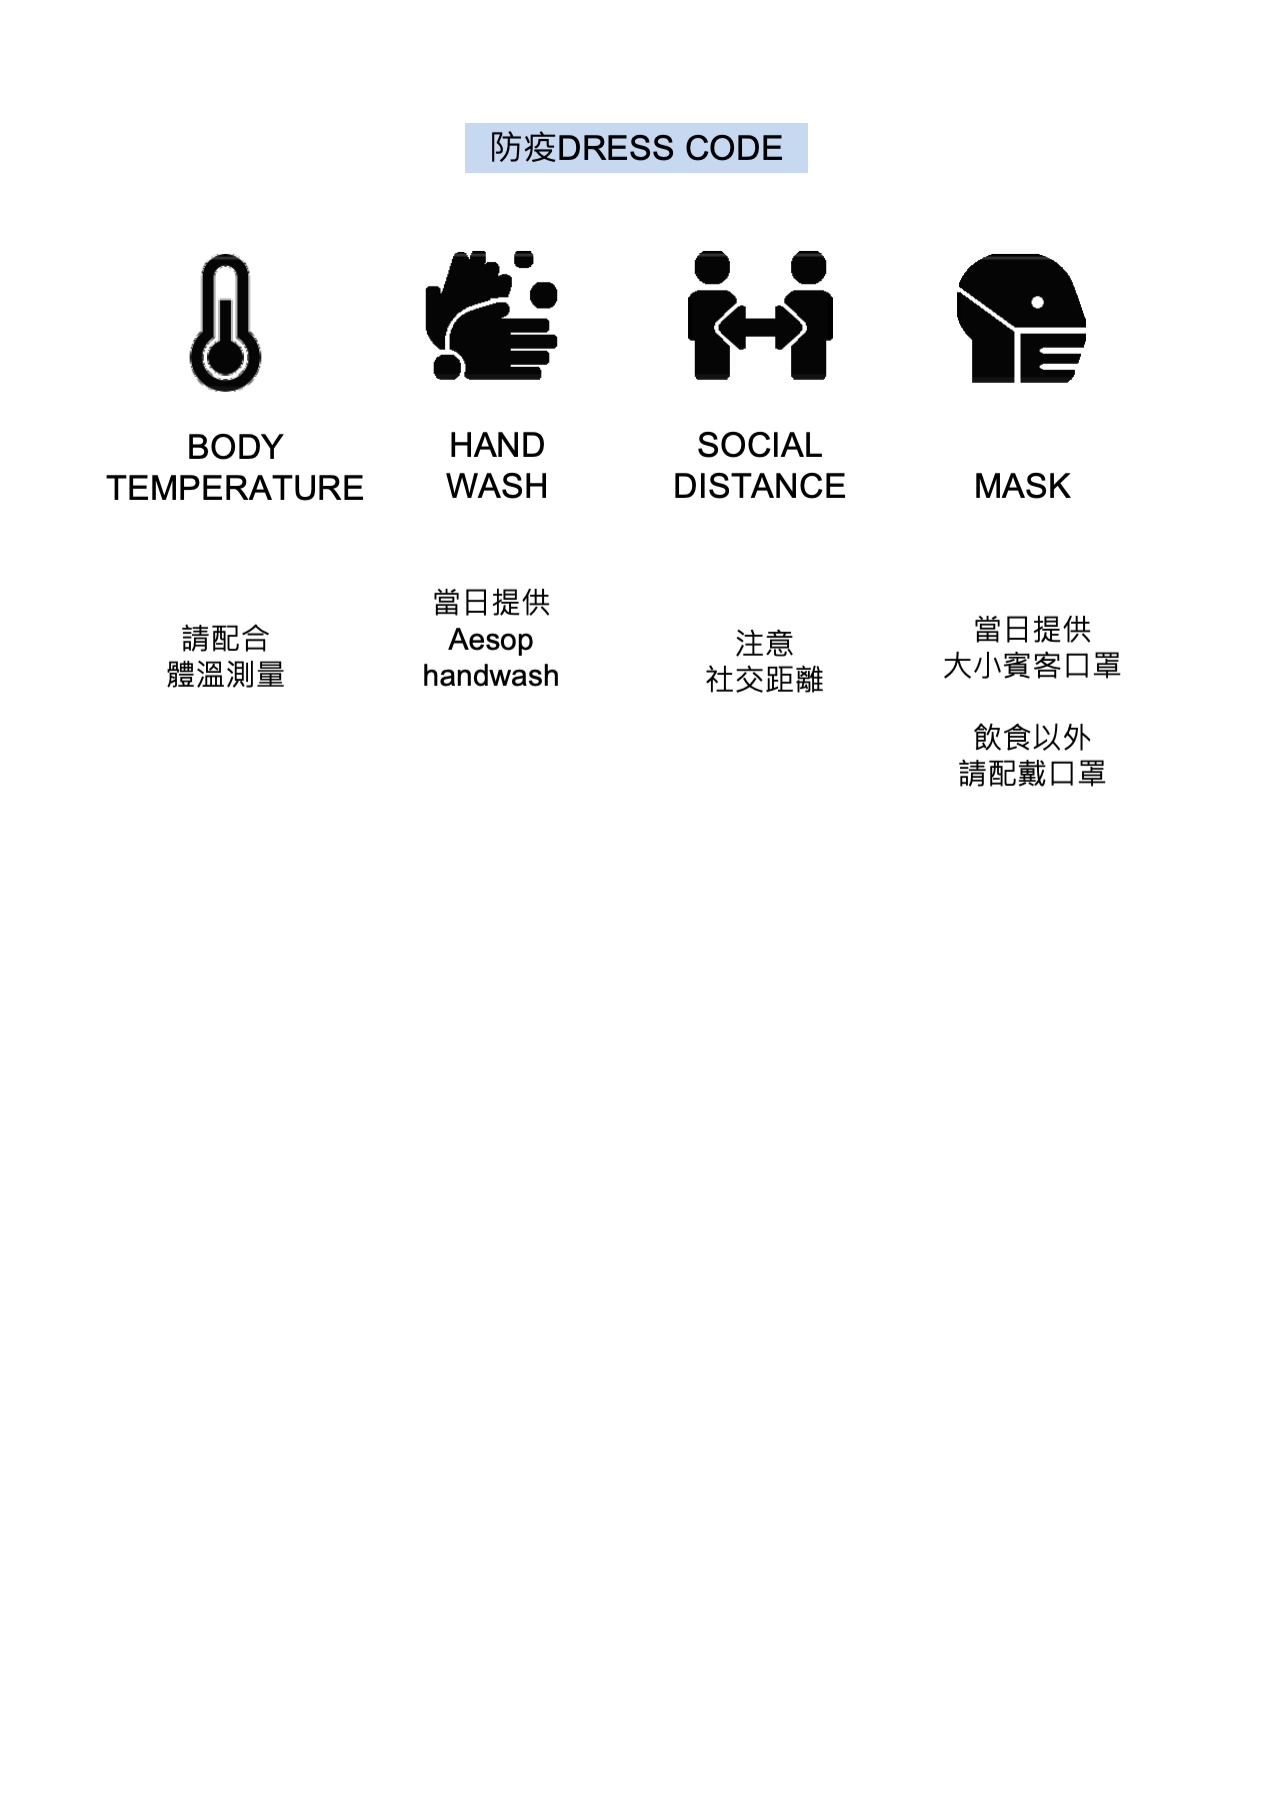 防疫DRESS CODE
BODY
TEMPERATURE
HAND
WASH
SOCIAL
DISTANCE
MASK
請配合
體溫測量
當日提供
Aesop
handwash
注意
社交距離
當日提供
大小賓客口罩
飲食以外
請配戴口罩